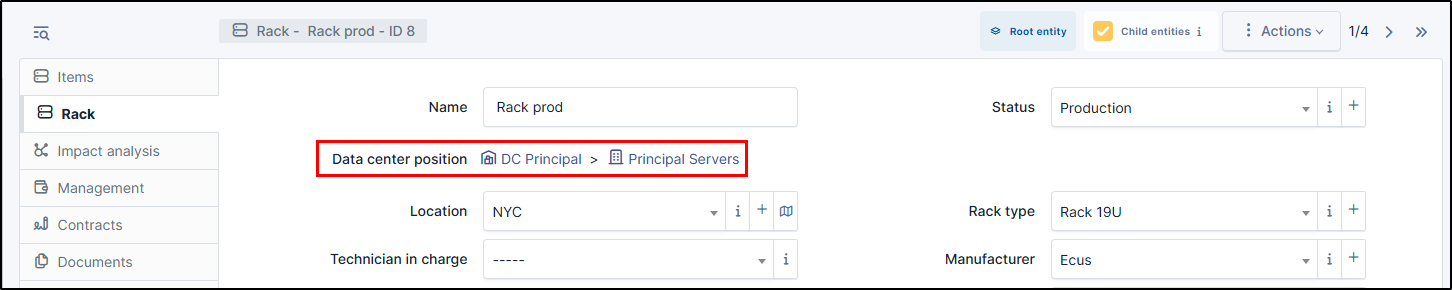 Rack - Rack prod - ID 8
Root entity
Child entities i
Actions
1/4
Items
Rack
Impact analysis
Management
Contracts
Documents
Name Rack prod
Status Production i +
Data center position DC Principal > Principal Servers
Location NYC i +
Rack type Rack 19U i +
Technician in charge ----- i
Manufacturer Ecus i +